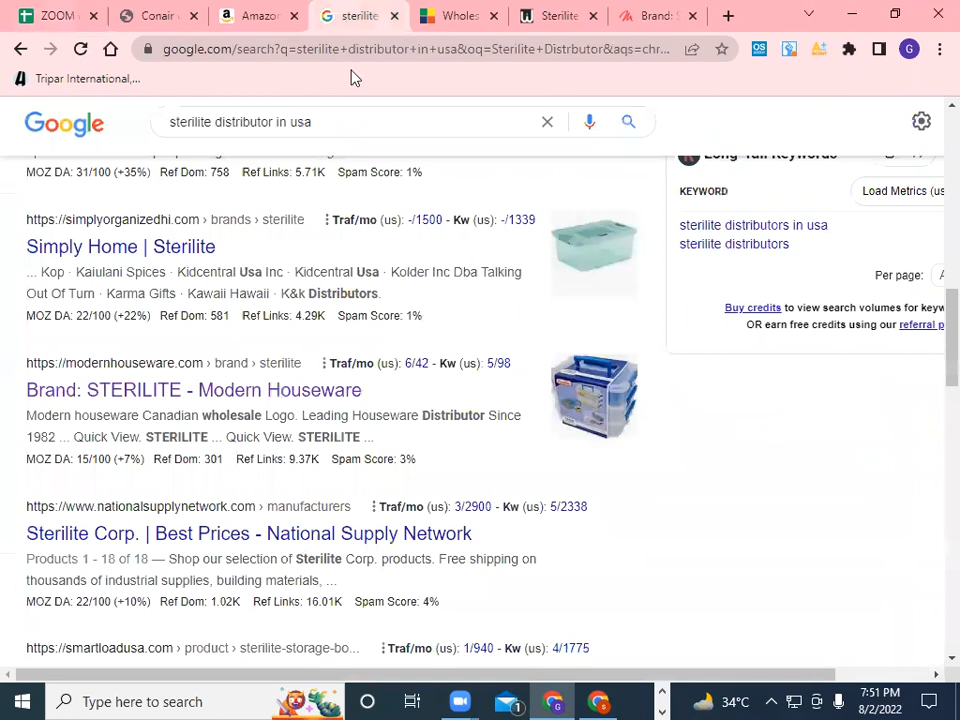 ZOOM
Conair
Amazor
sterilite
Wholes
Sterilite
Brand: S
google.com/search?q=sterilite+distributor+in+usa&oq=Sterilite+Distrbutor&aqs=chr...
G
Tripar International,...
Google
sterilite distributor in usa
Long-Tail Keywords
MOZ DA: 31/100 (+35%) Ref Dom: 758 Ref Links: 5.71K Spam Score: 1%
KEYWORD
Load Metrics (us
https://simplyorganizedhi.com › brands › sterilite
Traf/mo (us): -/1500 - Kw (us): -/1339
sterilite distributors in usa
sterilite distributors
Simply Home | Sterilite
... Kop · Kaiulani Spices · Kidcentral Usa Inc · Kidcentral Usa · Kolder Inc Dba Talking
Out Of Turn · Karma Gifts · Kawaii Hawaii · K&k Distributors.
MOZ DA: 22/100 (+22%) Ref Dom: 581 Ref Links: 4.29K Spam Score: 1%
Per page:
Buy credits to view search volumes for keyw
OR earn free credits using our referral p
https://modernhouseware.com › brand › sterilite
Traf/mo (us): 6/42 - Kw (us): 5/98
Brand: STERILITE - Modern Houseware
Modern houseware Canadian wholesale Logo. Leading Houseware Distributor Since
1982 ... Quick View. STERILITE ... Quick View. STERILITE ...
MOZ DA: 15/100 (+7%) Ref Dom: 301 Ref Links: 9.37K Spam Score: 3%
https://www.nationalsupplynetwork.com › manufacturers
Traf/mo (us): 3/2900 - Kw (us): 5/2338
Sterilite Corp. | Best Prices - National Supply Network
Products 1 - 18 of 18 — Shop our selection of Sterilite Corp. products. Free shipping on
thousands of industrial supplies, building materials, ...
MOZ DA: 22/100 (+10%) Ref Dom: 1.02K Ref Links: 16.01K Spam Score: 4%
https://smartloadusa.com › product › sterilite-storage-bo...
Traf/mo (us): 1/940 - Kw (us): 4/1775
Type here to search
1
34°C
7:51 PM
8/2/2022